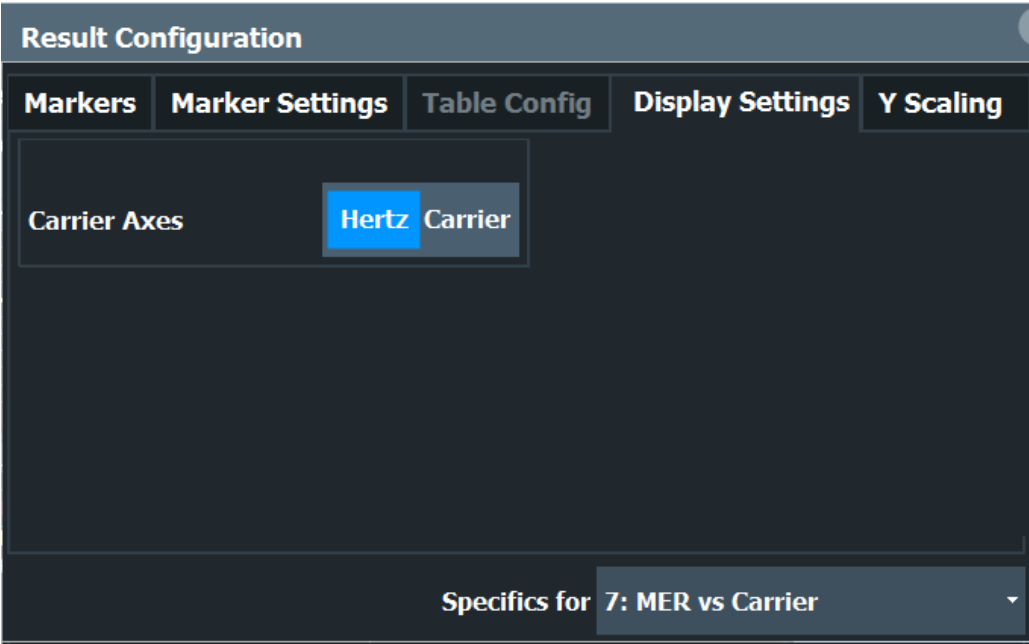 Result Configuration
Markers Marker Settings Table Config Display Settings Y Scaling
Carrier Axes Hertz Carrier
Specifics for 7: MER vs Carrier